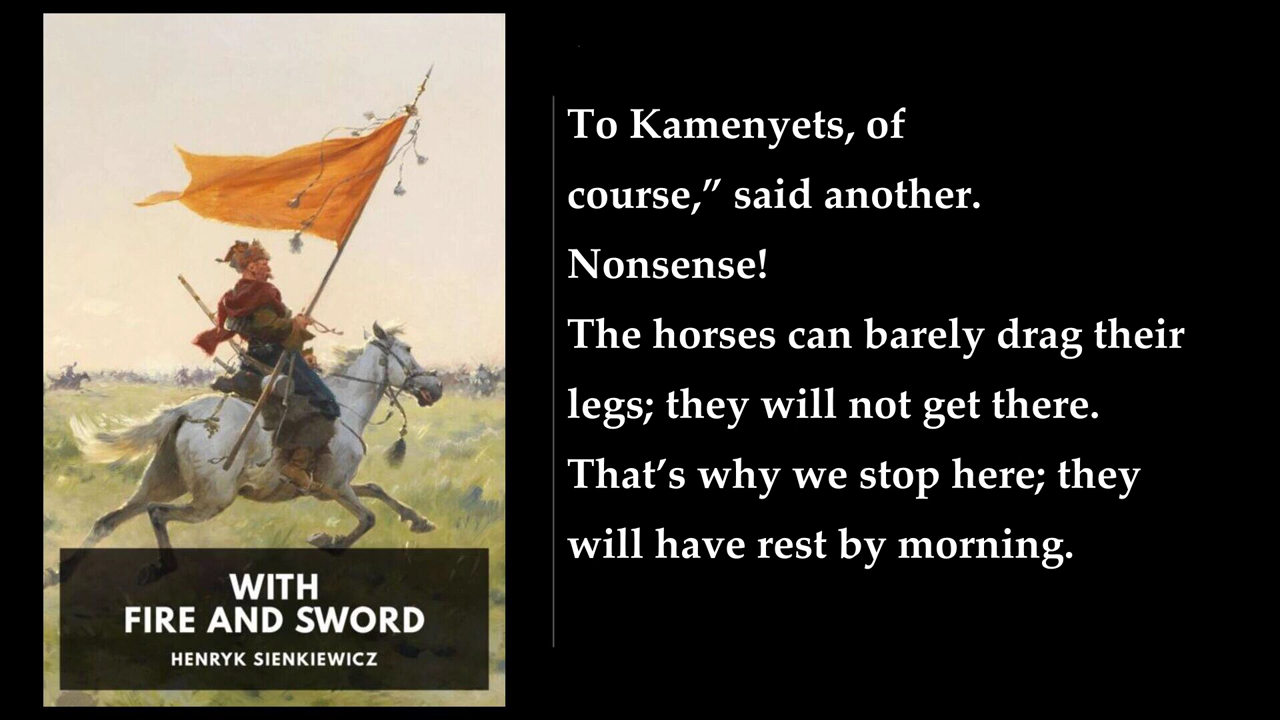 To Kamenyets, of
course,” said another.
Nonsense!
The horses can barely drag their
legs; they will not get there.
That’s why we stop here; they
will have rest by morning.
WITH
FIRE AND SWORD
HENRYK SIENKIEWICZ